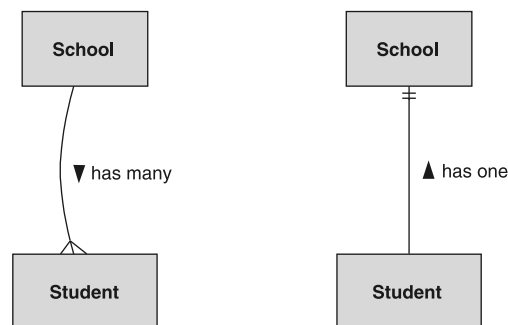 School
▼ has many
Student
School
▲ has one
Student